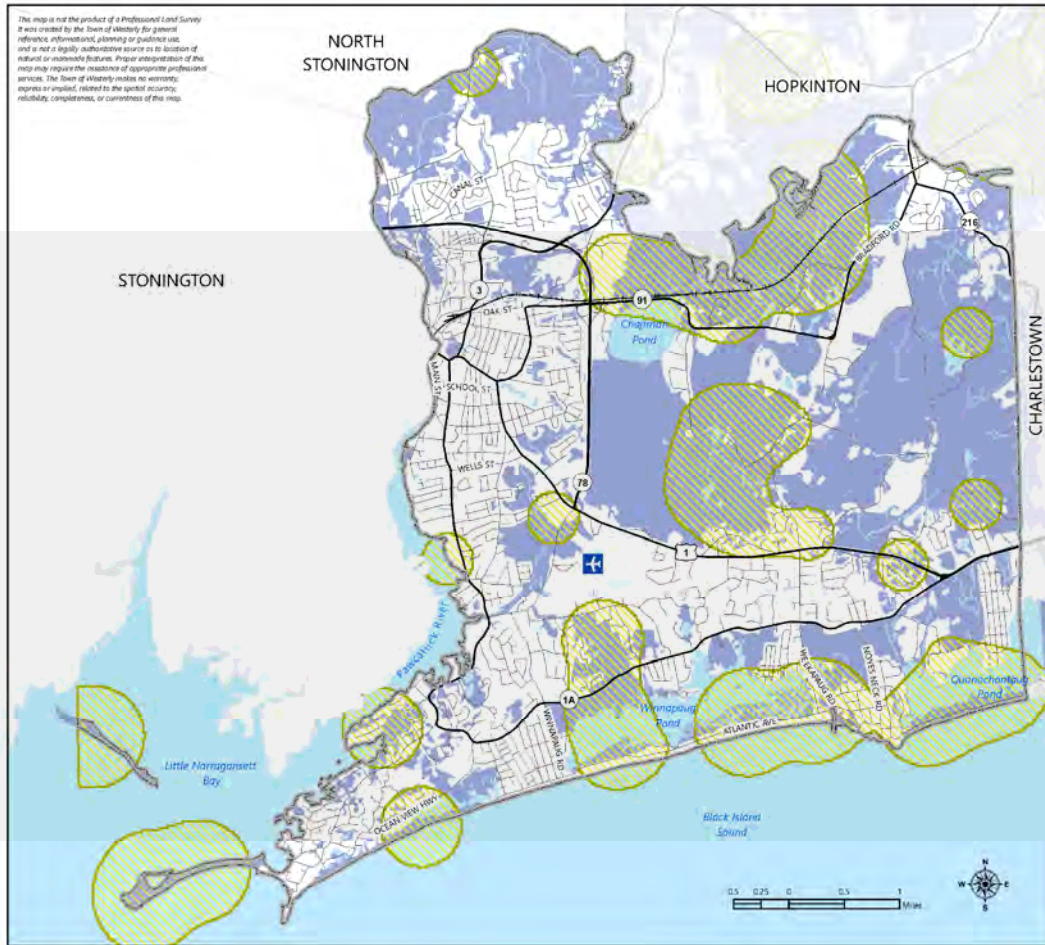 This map is not the product of a Professional Land Survey
It was created by the Town of Westerly for general
reference, informational, planning or guidance use,
and is not a legally authoritative source as to location of
natural or manmade features. Proper interpretation of this
map may require the assistance of appropriate professional
services. The Town of Westerly makes no warranty,
express or implied, related to the spatial accuracy,
reliability, completeness, or currentness of this map.
NORTH
STONINGTON
HOPKINTON
CANAL ST
216
BRADFORD RD
STONINGTON
3
91
OAK ST
Chapman
Pond
CHARLESTOWN
MAIN ST
SCHOOL ST
WELLS ST
78
1
Pawcatuck River
WEEKAPAUG RD
NOYES NECK RD
Quonochontaug
Pond
1A
Winnapaug
Pond
WINNAPAUG RD
ATLANTIC AVE
Little Narragansett
Bay
OCEAN VIEW HWY
Block Island
Sound
N
W
E
S
0.5 0.25 0 0.5 1
Miles